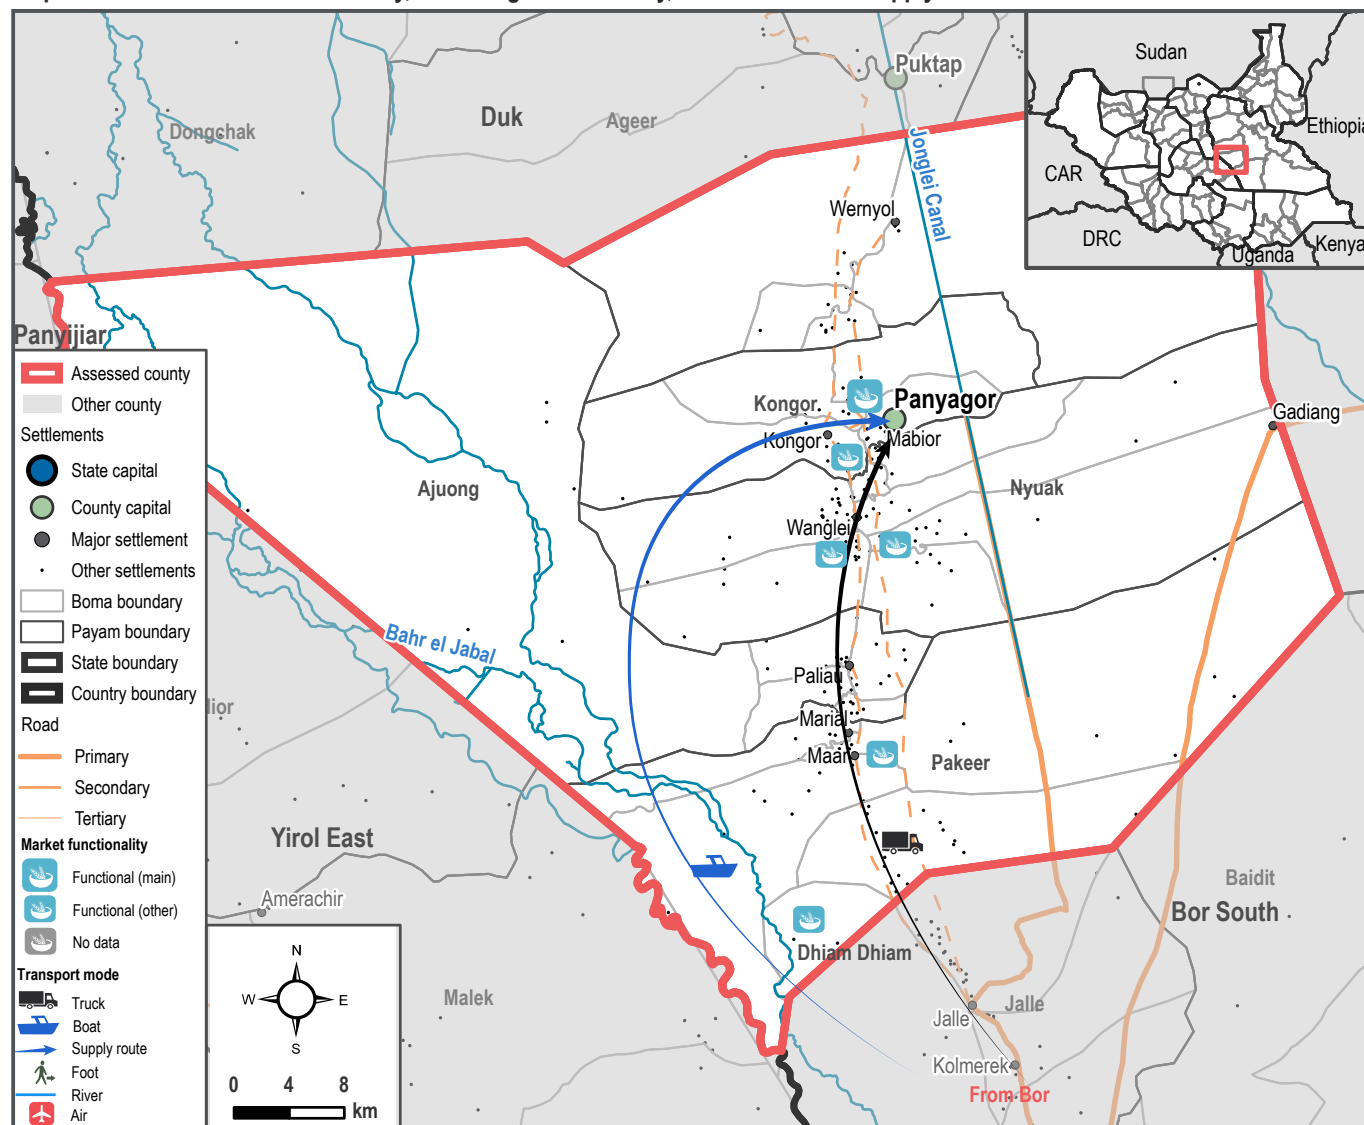 Puktap
Sudan
Ethiopia
CAR
DRC
Uganda
Kenya
Duk
Ageer
Dongchak
Jonglei Canal
Wernyol
Panyijiar
Kongor
Panyagor
Gadiang
Kongor
Mabior
Ajuong
Nyuak
Wanglei
Bahr el Jabal
Paliau
Marial
Maar
Pakeer
Yirol East
Amerachir
Baidit
Bor South
Dhiam Dhiam
Malek
Jalle
Jalle
Kolmerek
From Bor
Assessed county
Other county
Settlements
State capital
County capital
Major settlement
Other settlements
Boma boundary
Payam boundary
State boundary
Country boundary
Road
Primary
Secondary
Tertiary
Market functionality
Functional (main)
Functional (other)
No data
Transport mode
Truck
Boat
Supply route
Foot
River
Air
N
W E
S
0 4 8
km